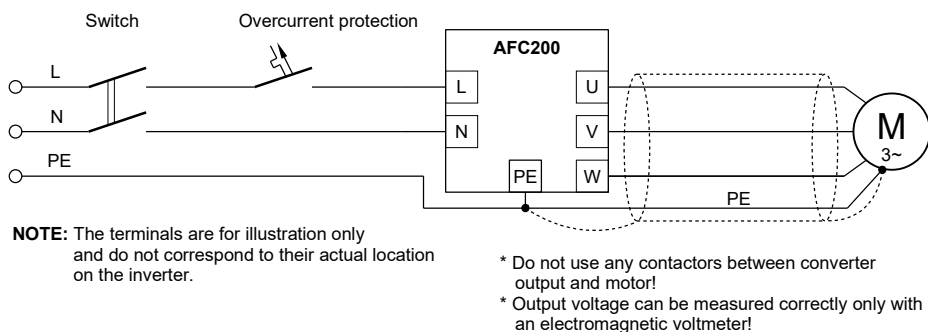 Switch
Overcurrent protection
AFC200
L
L
U
N
N
V
M
3~
PE
PE
W
PE
NOTE: The terminals are for illustration only
and do not correspond to their actual location
on the inverter.
* Do not use any contactors between converter
output and motor!
* Output voltage can be measured correctly only with
an electromagnetic voltmeter!